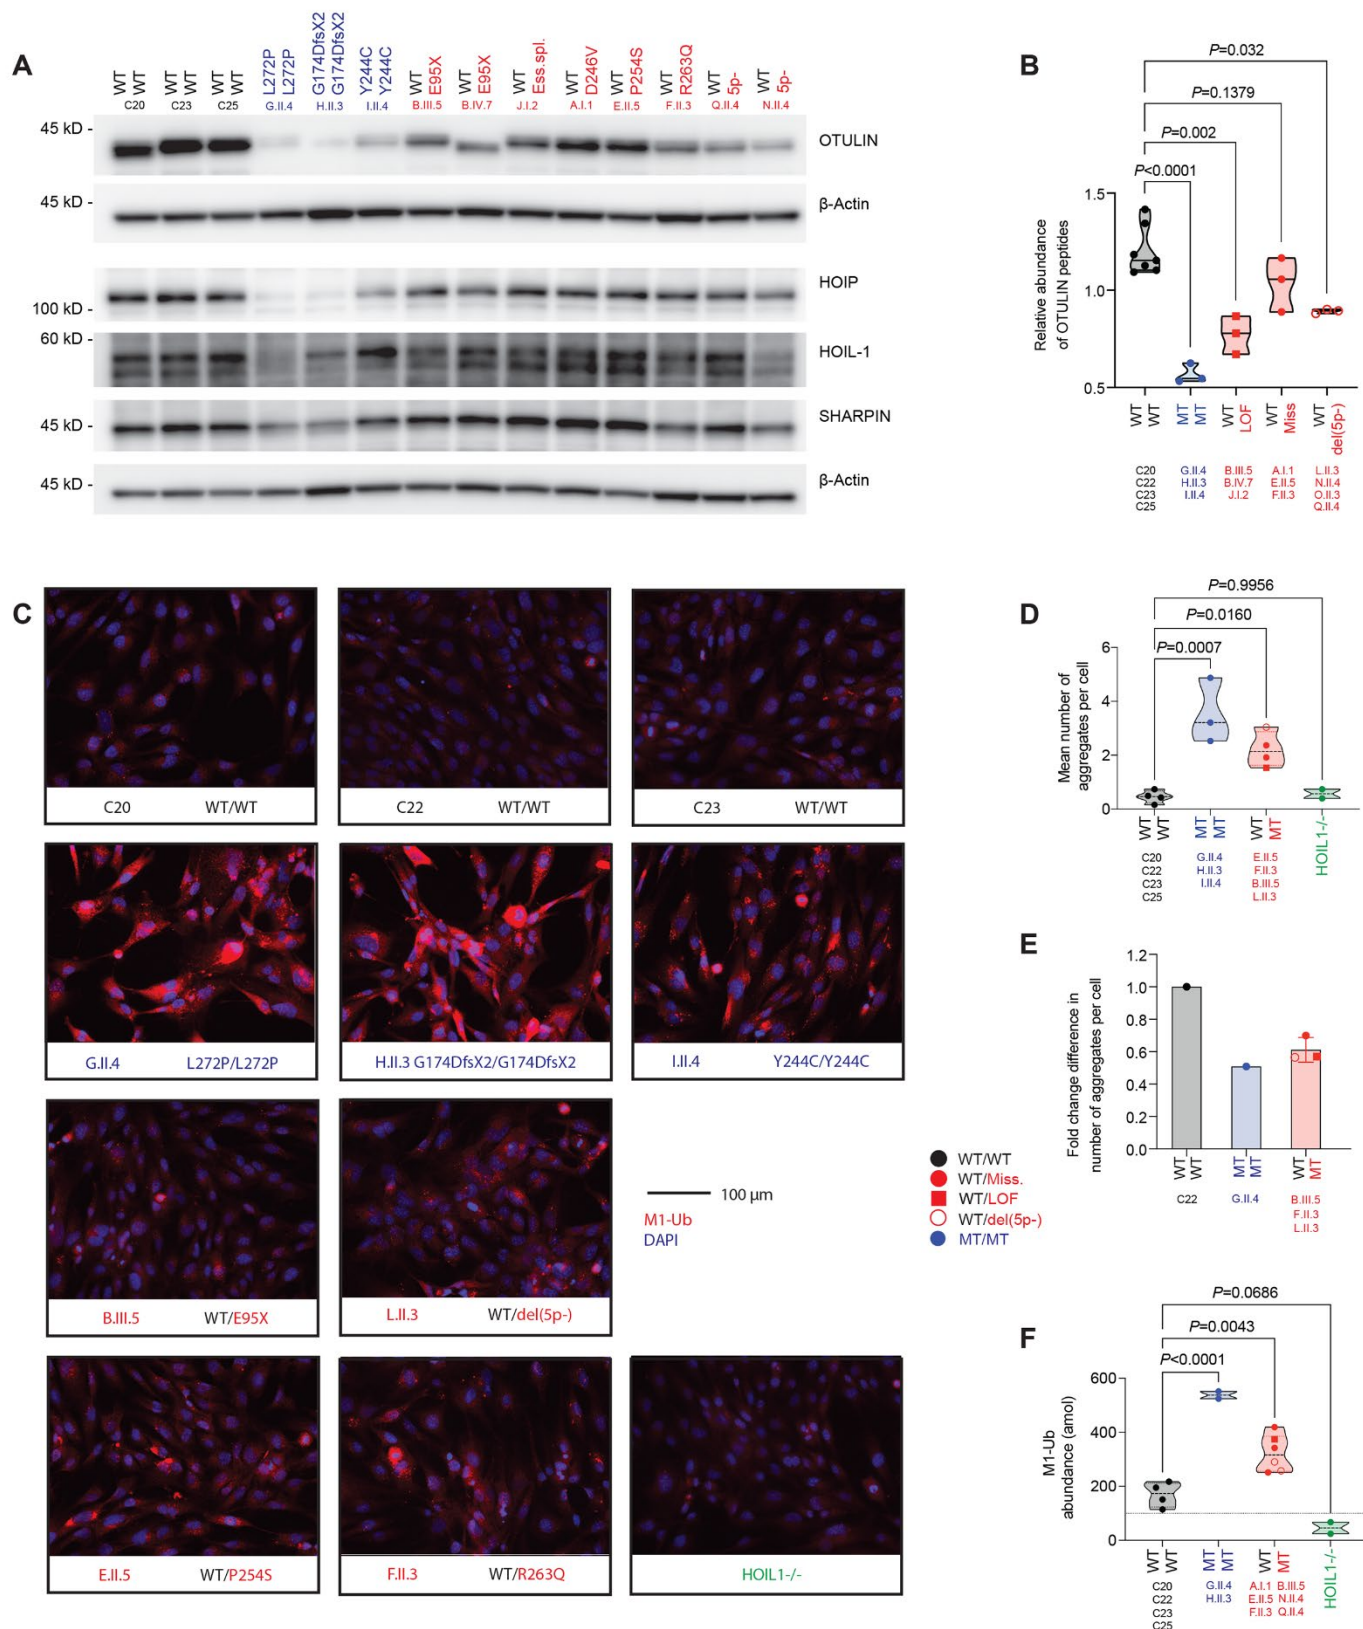 A
WT WT
WT WT
WT WT
L272P L272P
G174DfsX2 G174DfsX2
Y244C Y244C
WT E95X
WT E95X
WT Ess.spl.
WT D246V
WT P254S
WT R263Q
WT 5p-
WT 5p-
C20 C23 C25 G.II.4 H.II.3 I.II.4 B.III.5 B.IV.7 J.I.2 A.I.1 E.II.5 F.II.3 Q.II.4 N.II.4
45 kD - OTULIN
45 kD - β-Actin
HOIP
100 kD -
60 kD - HOIL-1
45 kD - SHARPIN
45 kD - β-Actin
B
P=0.032
P=0.1379
P=0.002
P<0.0001
Relative abundance
of OTULIN peptides
1.5
1.0
0.5
WT WT
MT MT
WT LOF
WT Miss
WT del(5p-)
C20 G.II.4 B.III.5 A.I.1 L.II.3
C22 H.II.3 B.IV.7 E.II.5 N.II.4
C23 I.II.4 J.I.2 F.II.3 O.II.3
C25 Q.II.4
C
C20 WT/WT
C22 WT/WT
C23 WT/WT
G.II.4 L272P/L272P
H.II.3 G174DfsX2/G174DfsX2
I.II.4 Y244C/Y244C
B.III.5 WT/E95X
L.II.3 WT/del(5p-)
100 µm
M1-Ub
DAPI
E.II.5 WT/P254S
F.II.3 WT/R263Q
HOIL1-/-
WT/WT
WT/Miss.
WT/LOF
WT/del(5p-)
MT/MT
D
P=0.9956
P=0.0160
P=0.0007
Mean number of
aggregates per cell
6
4
2
0
WT WT
MT MT
WT MT
HOIL1-/-
C20 G.II.4 E.II.5
C22 H.II.3 F.II.3
C23 I.II.4 B.III.5
C25 L.II.3
E
Fold change difference in
number of aggregates per cell
1.2
1.0
0.8
0.6
0.4
0.2
0.0
WT WT
MT MT
WT MT
C22 G.II.4 B.III.5
F.II.3
L.II.3
F
P=0.0686
P=0.0043
P<0.0001
M1-Ub
abundance (amol)
600
400
200
0
WT WT
MT MT
WT MT
HOIL1-/-
C20 G.II.4 A.I.1 B.III.5
C22 H.II.3 E.II.5 N.II.4
C23 F.II.3 Q.II.4
C25